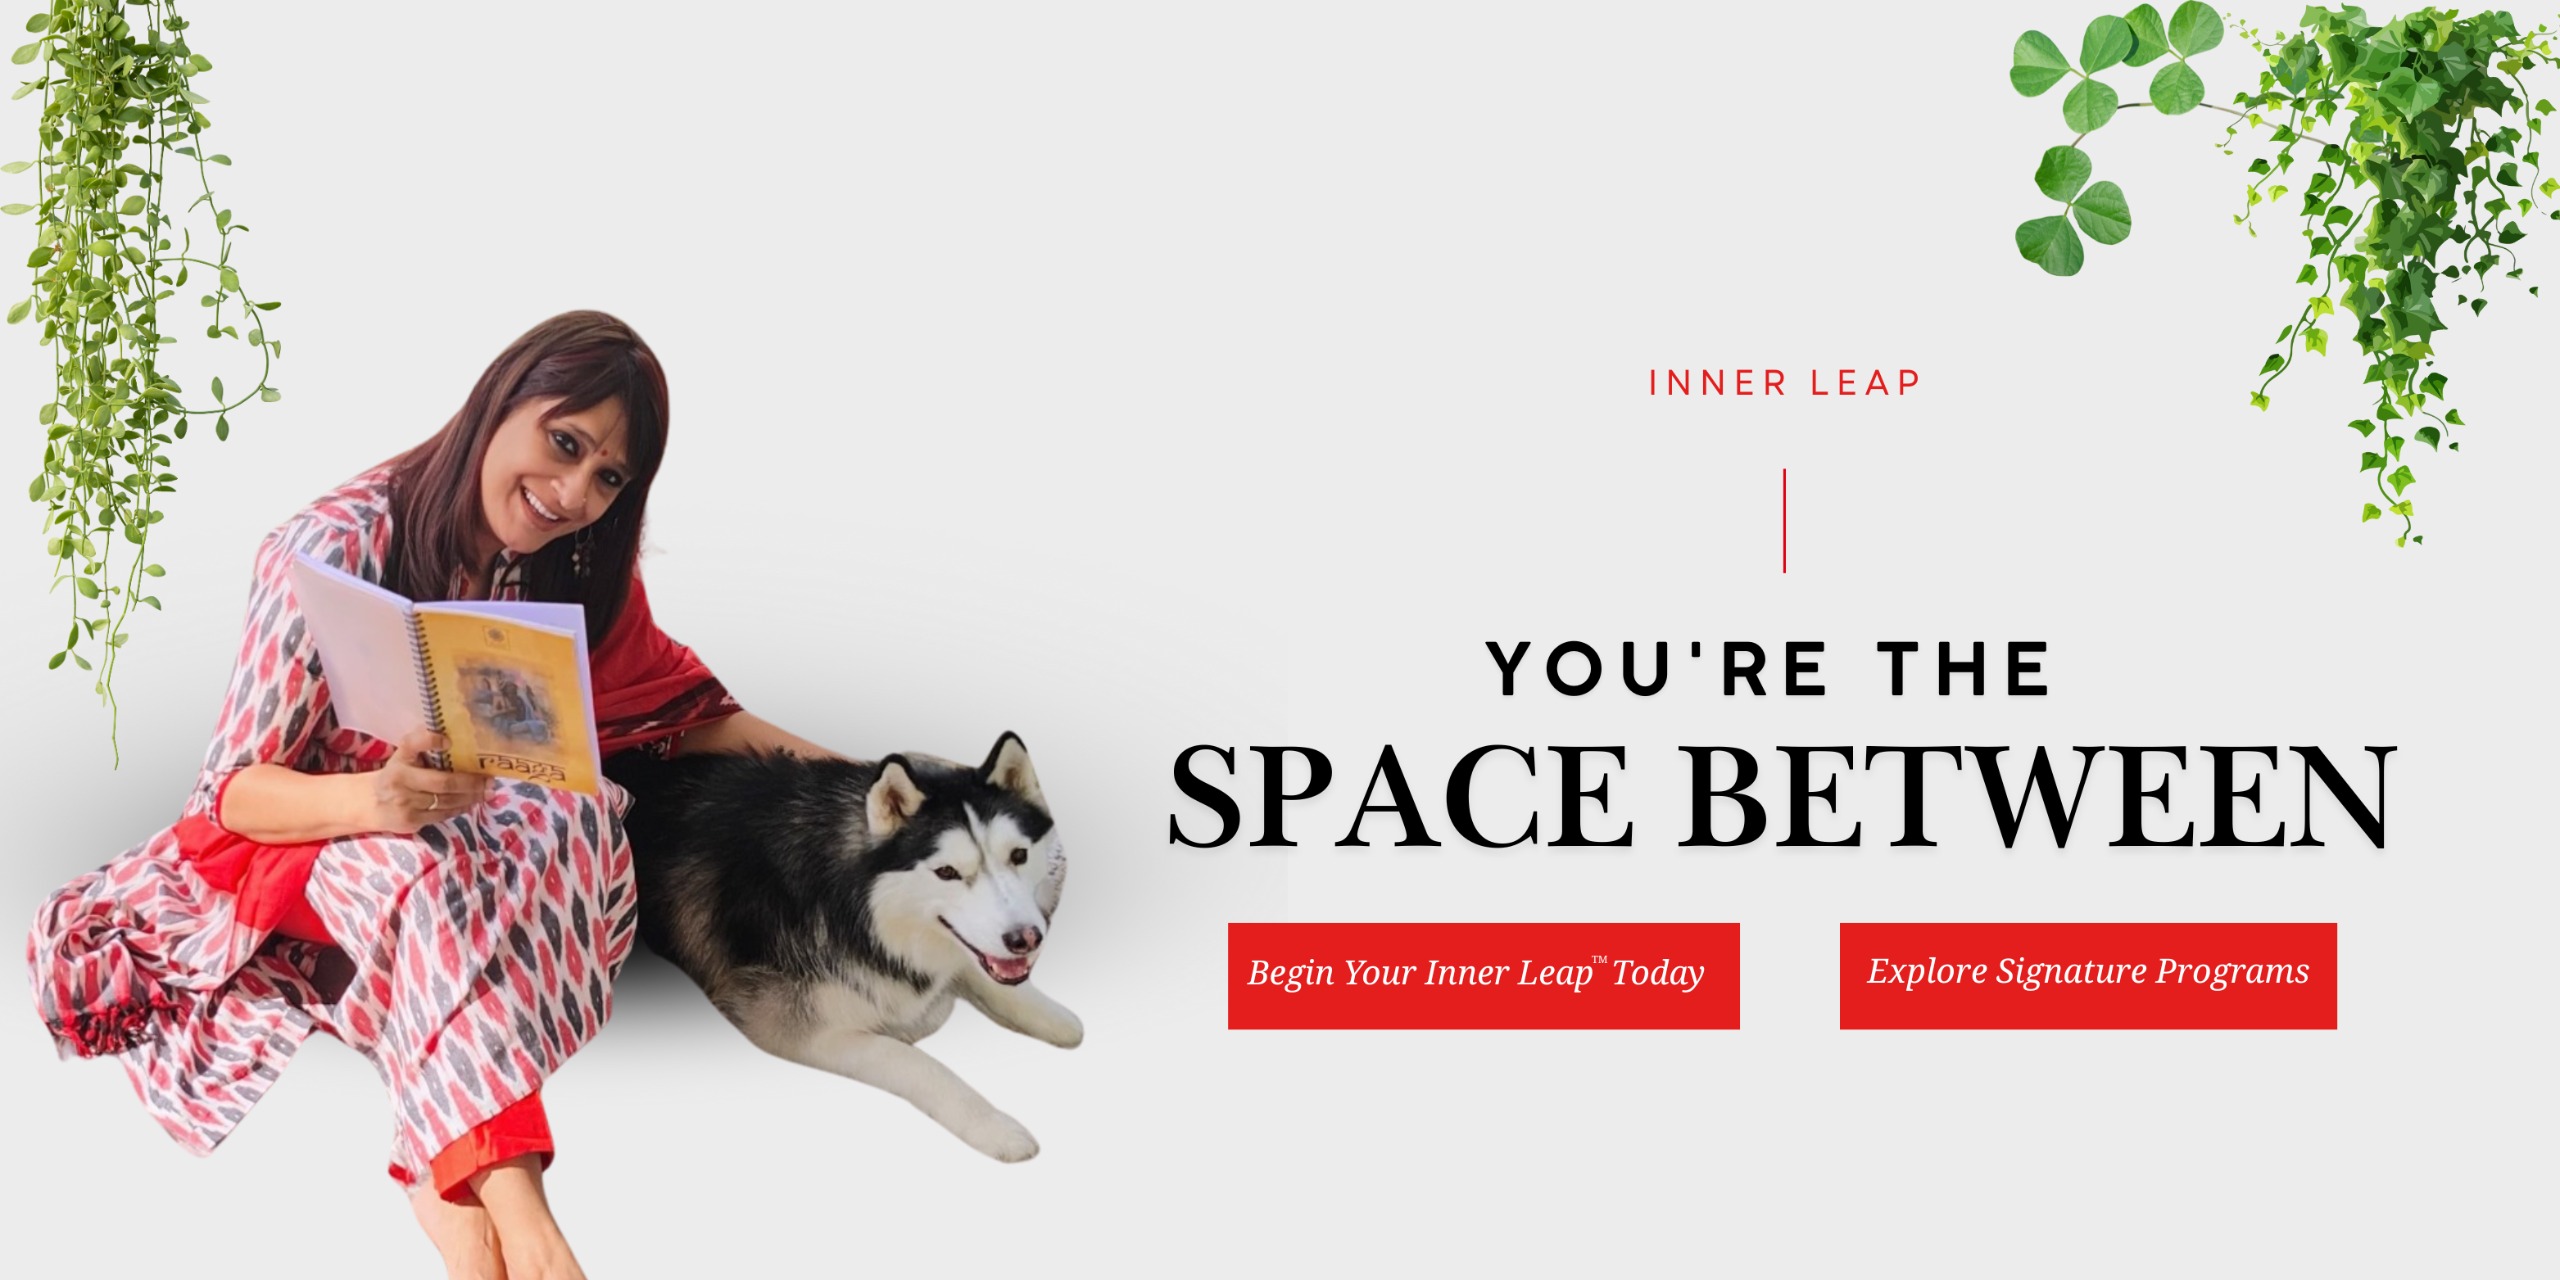 INNER LEAP
YOU'RE THE
SPACE BETWEEN
Begin Your Inner Leap™ Today
Explore Signature Programs
raaga